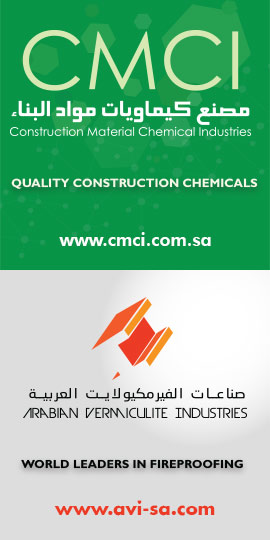 CMCI
مصنع كيماويات مواد البناء
Construction Material Chemical Industries
QUALITY CONSTRUCTION CHEMICALS
www.cmci.com.sa
صناعات الفيرمكيولايت العربية
ARABIAN VERMICULITE INDUSTRIES
WORLD LEADERS IN FIREPROOFING
www.avi-sa.com